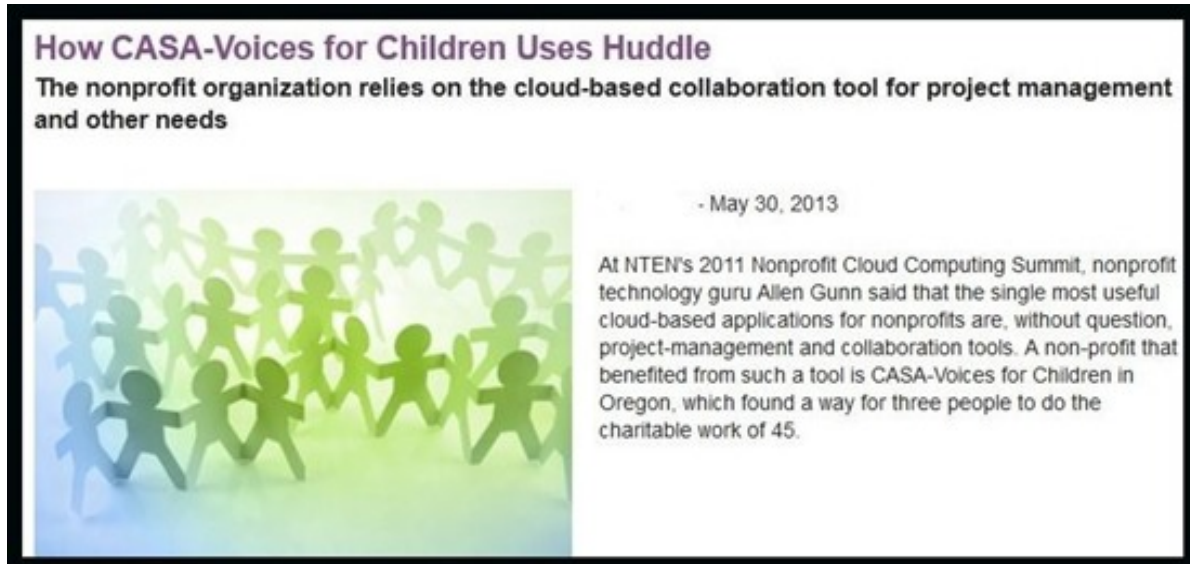 How CASA-Voices for Children Uses Huddle
The nonprofit organization relies on the cloud-based collaboration tool for project management
and other needs
- May 30, 2013
At NTEN's 2011 Nonprofit Cloud Computing Summit, nonprofit
technology guru Allen Gunn said that the single most useful
cloud-based applications for nonprofits are, without question,
project-management and collaboration tools. A non-profit that
benefited from such a tool is CASA-Voices for Children in
Oregon, which found a way for three people to do the
charitable work of 45.